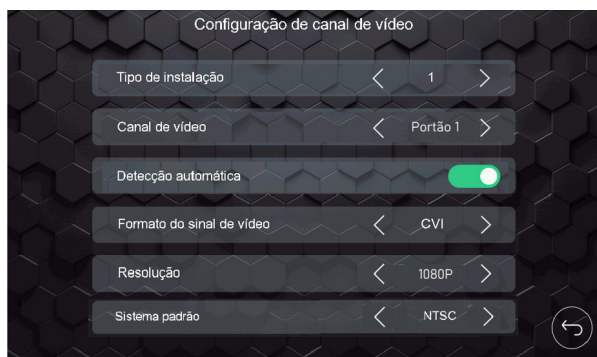 Configuração de canal de vídeo
Tipo de instalação 1
Canal de vídeo Portão 1
Detecção automática
Formato do sinal de vídeo CVI
Resolução 1080P
Sistema padrão NTSC